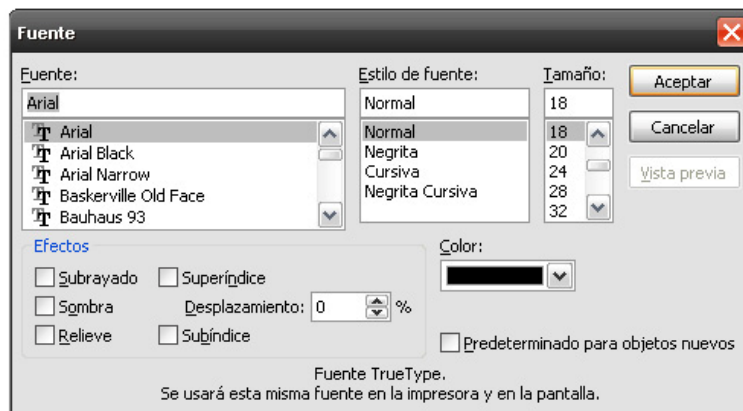 Fuente
Fuente:
Estilo de fuente:
Tamaño:
Arial
Normal
18
Aceptar
Arial
Arial Black
Arial Narrow
Baskerville Old Face
Bauhaus 93
Normal
Negrita
Cursiva
Negrita Cursiva
18
20
24
28
32
Cancelar
Vista previa
Efectos
Subrayado
Superíndice
Sombra
Desplazamiento: 0 %
Relieve
Subíndice
Color:
Predeterminado para objetos nuevos
Fuente TrueType.
Se usará esta misma fuente en la impresora y en la pantalla.